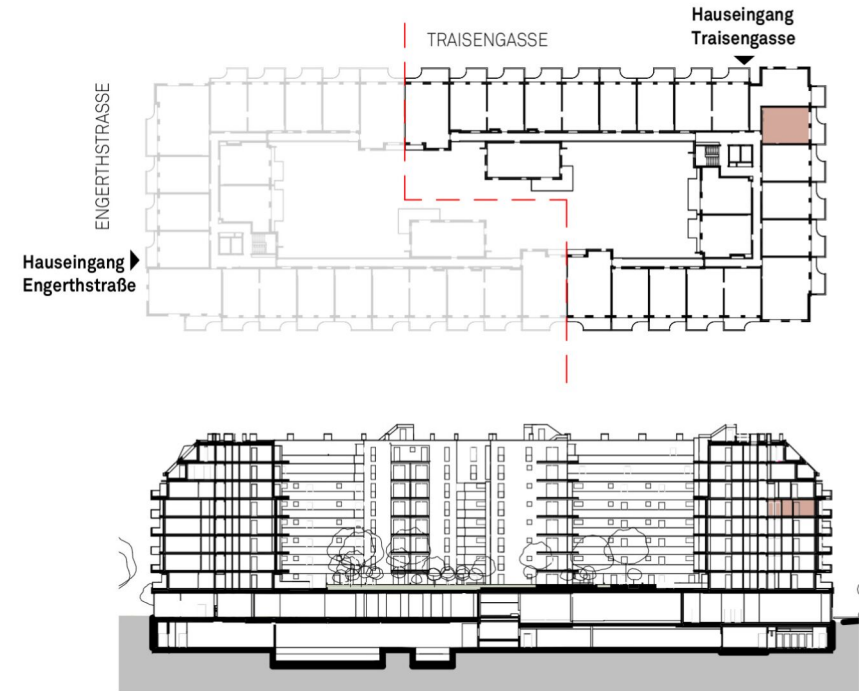 Hauseingang
Traisengasse
TRAISENGASSE
ENGERTHSTRASSE
Hauseingang
Engerthstraße